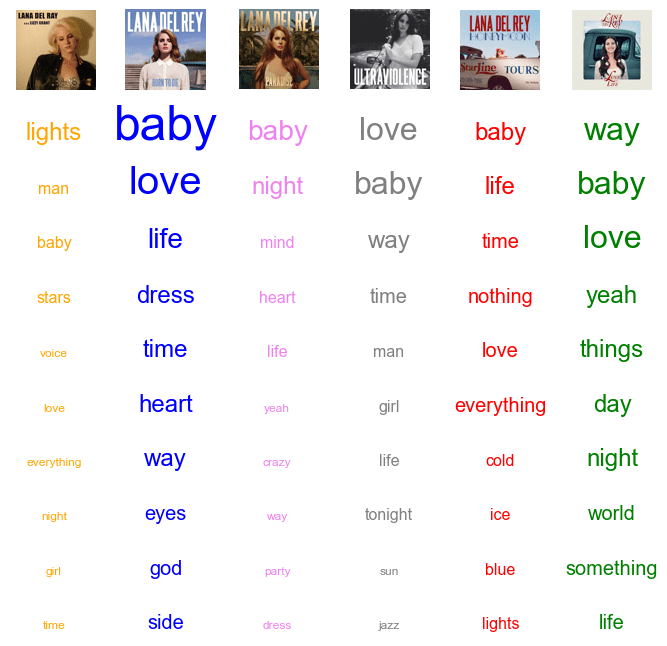 LANA DEL RAY
A.K.A. LIZZY GRANT
LANA DEL REY
BORN TO DIE
LANA DEL REY
PARADISE
ULTRAVIOLENCE
LANA DEL REY
HONEYMOON
StarLine TOURS
Lana Del Rey
Lust for Life
lights baby baby love baby way
man love night baby life baby
baby life mind way time love
stars dress heart time nothing yeah
voice time life man love things
love heart yeah girl everything day
everything way crazy life cold night
night eyes way tonight ice world
girl god party sun blue something
time side dress jazz lights life